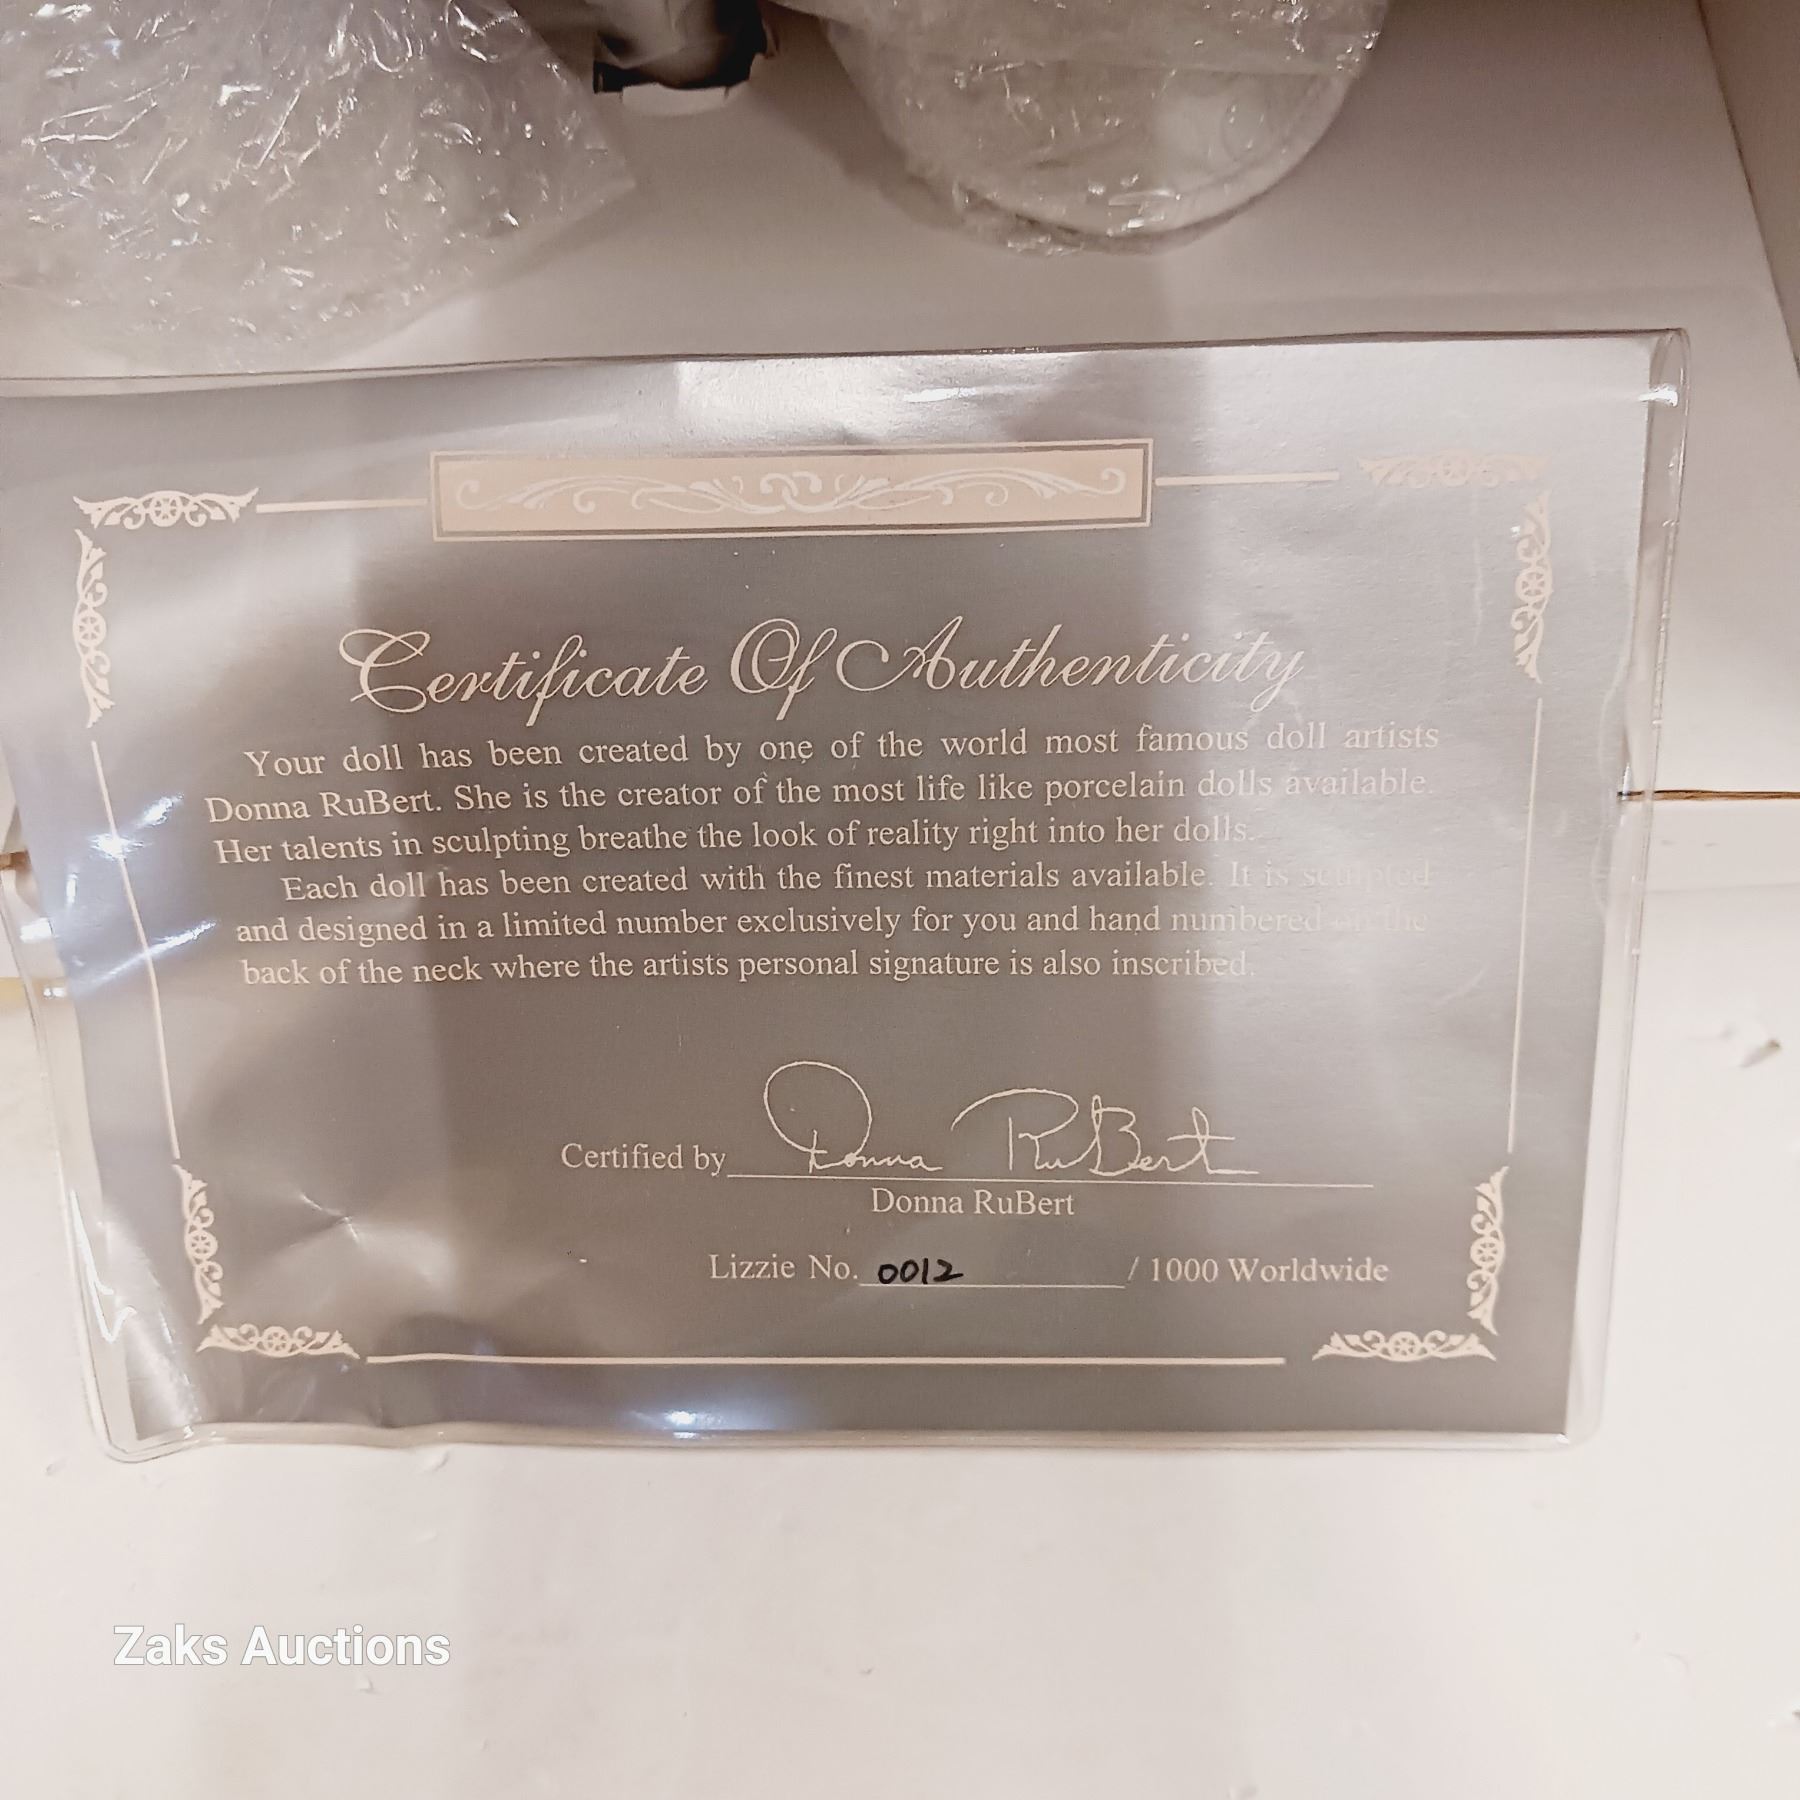 Certificate Of Authenticity
Your doll has been created by one of the world most famous doll artists
Donna RuBert. She is the creator of the most life like porcelain dolls available.
Her talents in sculpting breathe the look of reality right into her dolls.
Each doll has been created with the finest materials available. It is sculpted
and designed in a limited number exclusively for you and hand numbered on the
back of the neck where the artists personal signature is also inscribed.
Certified by Donna RuBert
Donna RuBert
Lizzie No. 0012 / 1000 Worldwide
Zaks Auctions